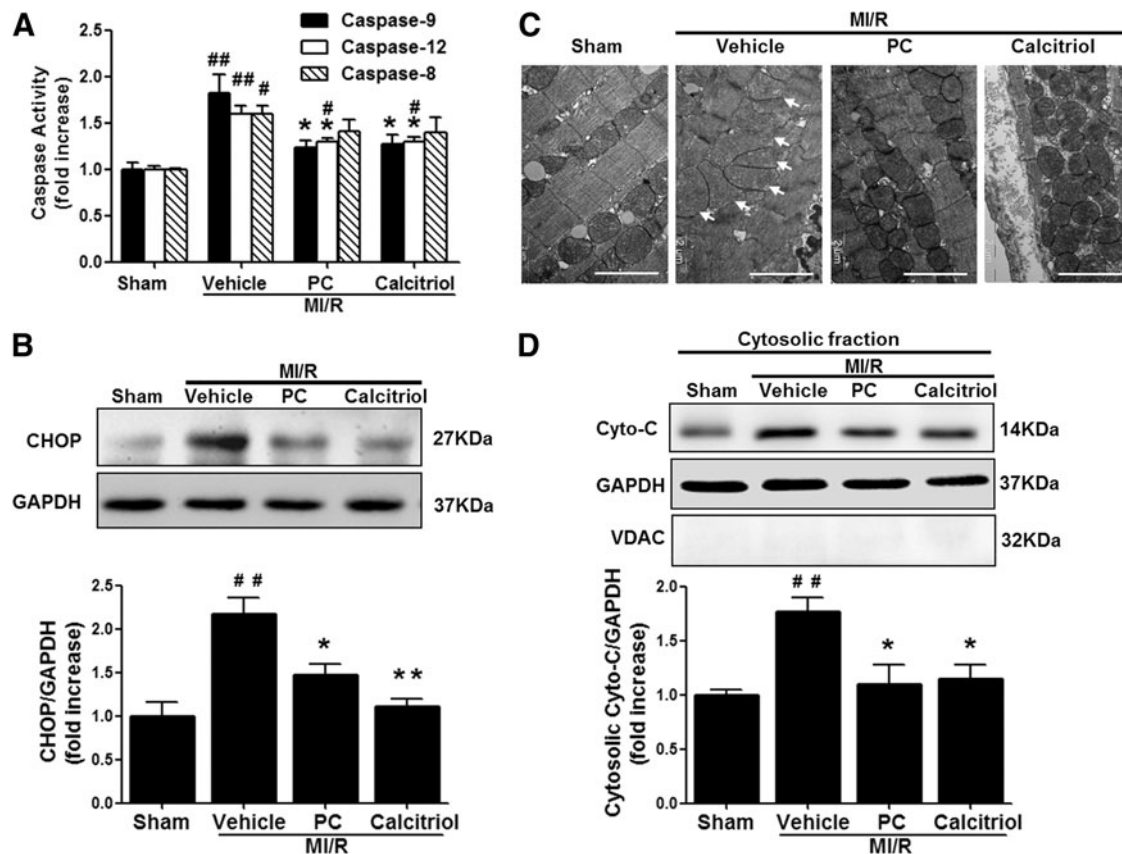 A
Caspase Activity
(fold increase)
2.5
2.0
1.5
1.0
0.5
0.0
Caspase-9
Caspase-12
Caspase-8
## ## #
* * #
* * #
Sham Vehicle PC Calcitriol
MI/R
B
MI/R
Sham Vehicle PC Calcitriol
CHOP 27KDa
GAPDH 37KDa
CHOP/GAPDH
(fold increase)
2.5
2.0
1.5
1.0
0.5
0.0
# #
*
* *
Sham Vehicle PC Calcitriol
MI/R
C
MI/R
Sham Vehicle PC Calcitriol
D
Cytosolic fraction
MI/R
Sham Vehicle PC Calcitriol
Cyto-C 14KDa
GAPDH 37KDa
VDAC 32KDa
Cytosolic Cyto-C/GAPDH
(fold increase)
2.0
1.5
1.0
0.5
0.0
# #
*
*
Sham Vehicle PC Calcitriol
MI/R